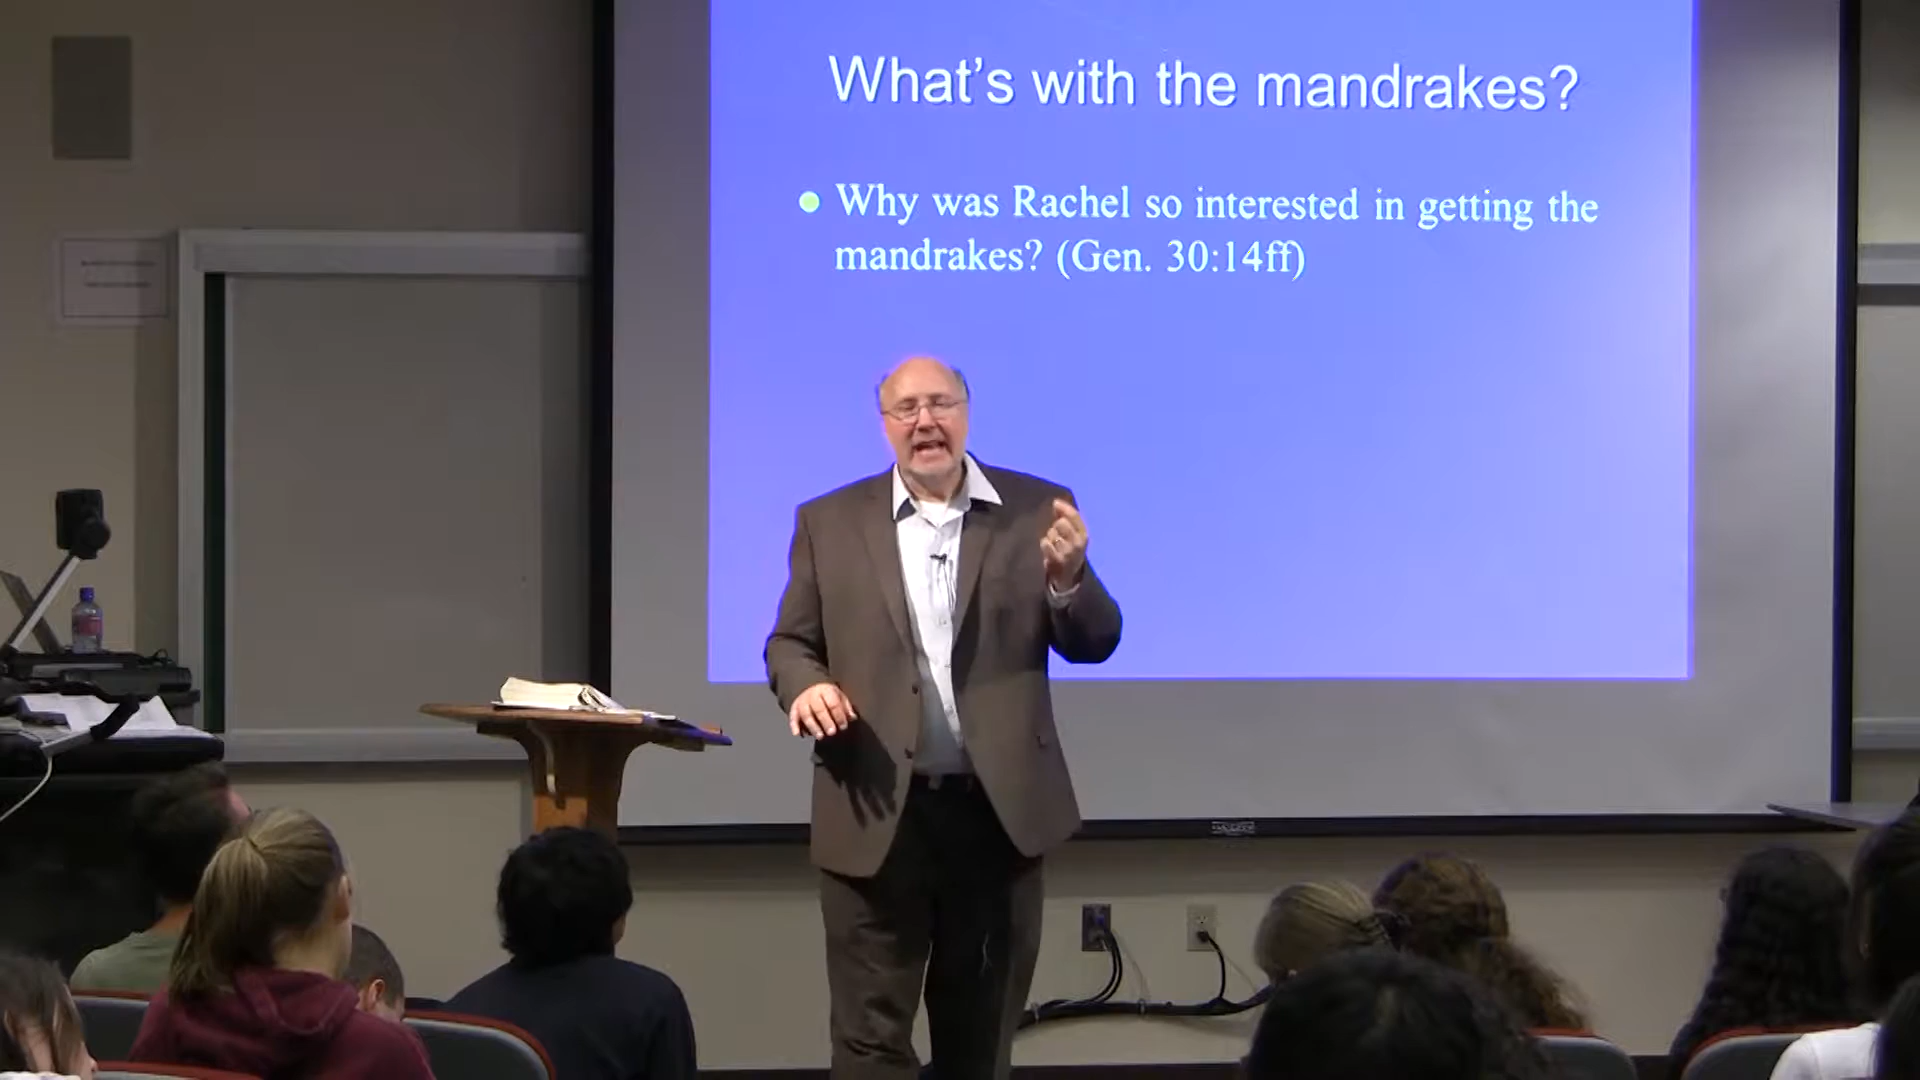 What's with the mandrakes?
Why was Rachel so interested in getting the
mandrakes? (Gen. 30:14ff)